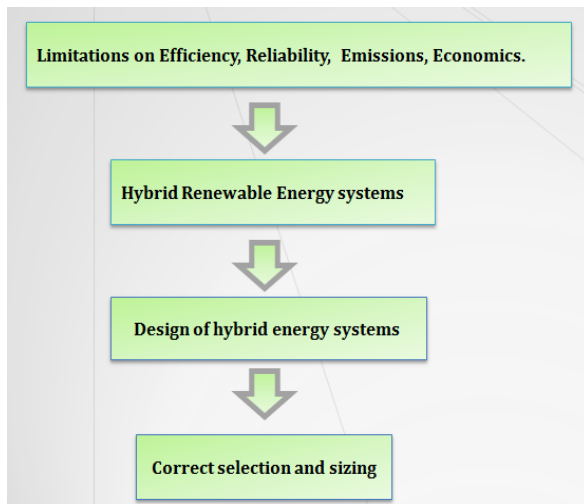 Limitations on Efficiency, Reliability, Emissions, Economics.
Hybrid Renewable Energy systems
Design of hybrid energy systems
Correct selection and sizing